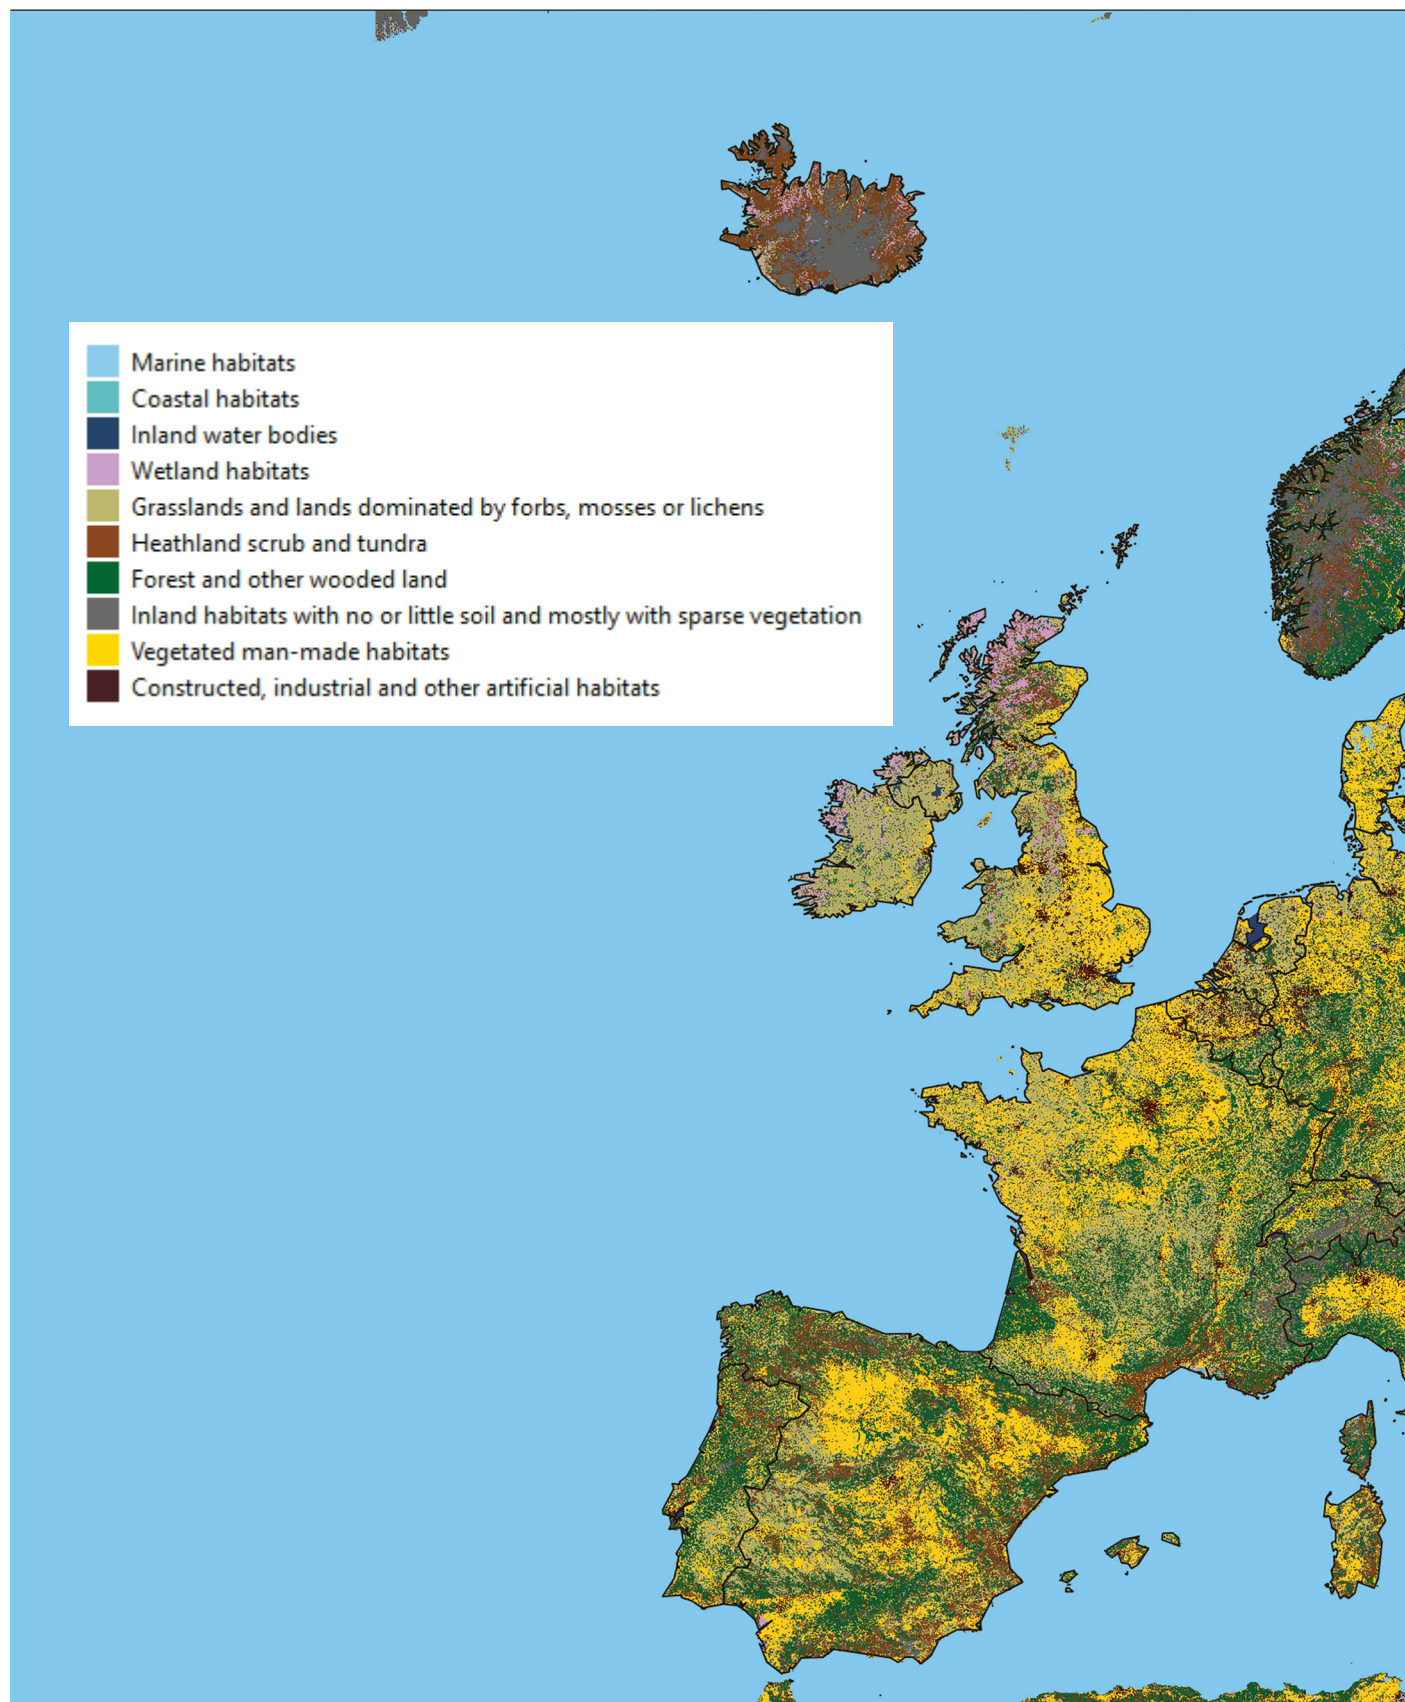 Marine habitats
Coastal habitats
Inland water bodies
Wetland habitats
Grasslands and lands dominated by forbs, mosses or lichens
Heathland scrub and tundra
Forest and other wooded land
Inland habitats with no or little soil and mostly with sparse vegetation
Vegetated man-made habitats
Constructed, industrial and other artificial habitats